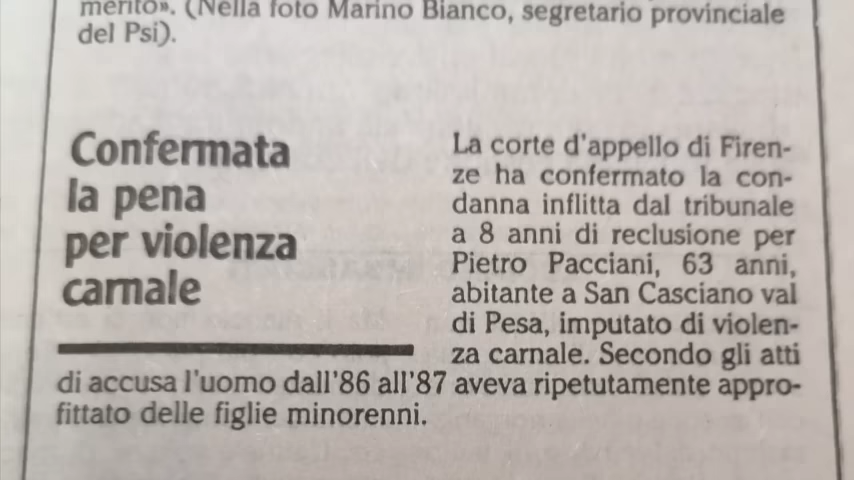 merito». (Nella foto Marino Bianco, segretario provinciale
del Psi).
Confermata
la pena
per violenza
carnale
La corte d'appello di Firen-
ze ha confermato la con-
danna inflitta dal tribunale
a 8 anni di reclusione per
Pietro Pacciani, 63 anni,
abitante a San Casciano val
di Pesa, imputato di violen-
za carnale. Secondo gli atti
di accusa l'uomo dall'86 all'87 aveva ripetutamente appro-
fittato delle figlie minorenni.